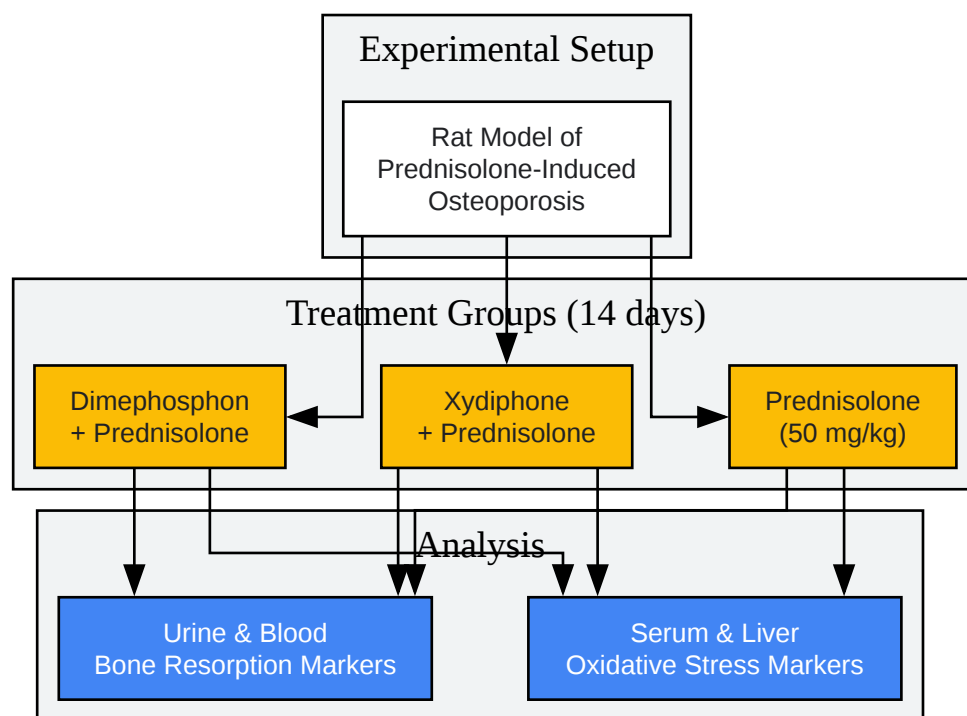 Experimental Setup
Rat Model of
Prednisolone-Induced
Osteoporosis
Treatment Groups (14 days)
Dimephosphon
+ Prednisolone
Xydiphone
+ Prednisolone
Prednisolone
(50 mg/kg)
Analysis
Urine & Blood
Bone Resorption Markers
Serum & Liver
Oxidative Stress Markers